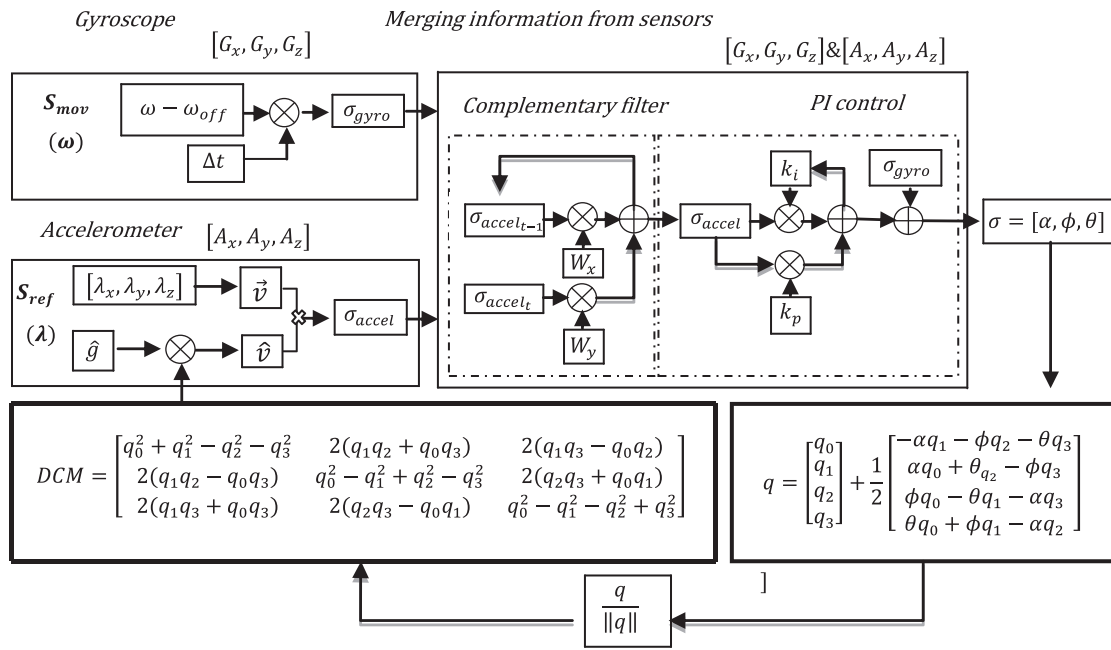 Gyroscope
Merging information from sensors
[G_x, G_y, G_z]
[G_x, G_y, G_z]&[A_x, A_y, A_z]
S_mov
(ω)
ω − ω_off
σ_gyro
Δt
Complementary filter
PI control
k_i
σ_gyro
σ_accel_{t−1}
W_x
σ_accel_t
W_y
σ_accel
k_p
σ = [α, ϕ, θ]
Accelerometer
[A_x, A_y, A_z]
S_ref
(λ)
[λ_x, λ_y, λ_z]
v⃗
σ_accel
ĝ
v̂
DCM =
[q_0^2 + q_1^2 − q_2^2 − q_3^2 2(q_1q_2 + q_0q_3) 2(q_1q_3 − q_0q_2)
2(q_1q_2 − q_0q_3) q_0^2 − q_1^2 + q_2^2 − q_3^2 2(q_2q_3 + q_0q_1)
2(q_1q_3 + q_0q_3) 2(q_2q_3 − q_0q_1) q_0^2 − q_1^2 − q_2^2 + q_3^2]
q = [q_0 q_1 q_2 q_3] + 1/2
[−αq_1 − ϕq_2 − θq_3
αq_0 + θ_{q_2} − ϕq_3
ϕq_0 − θq_1 − αq_3
θq_0 + ϕq_1 − αq_2]
]
q
‖q‖